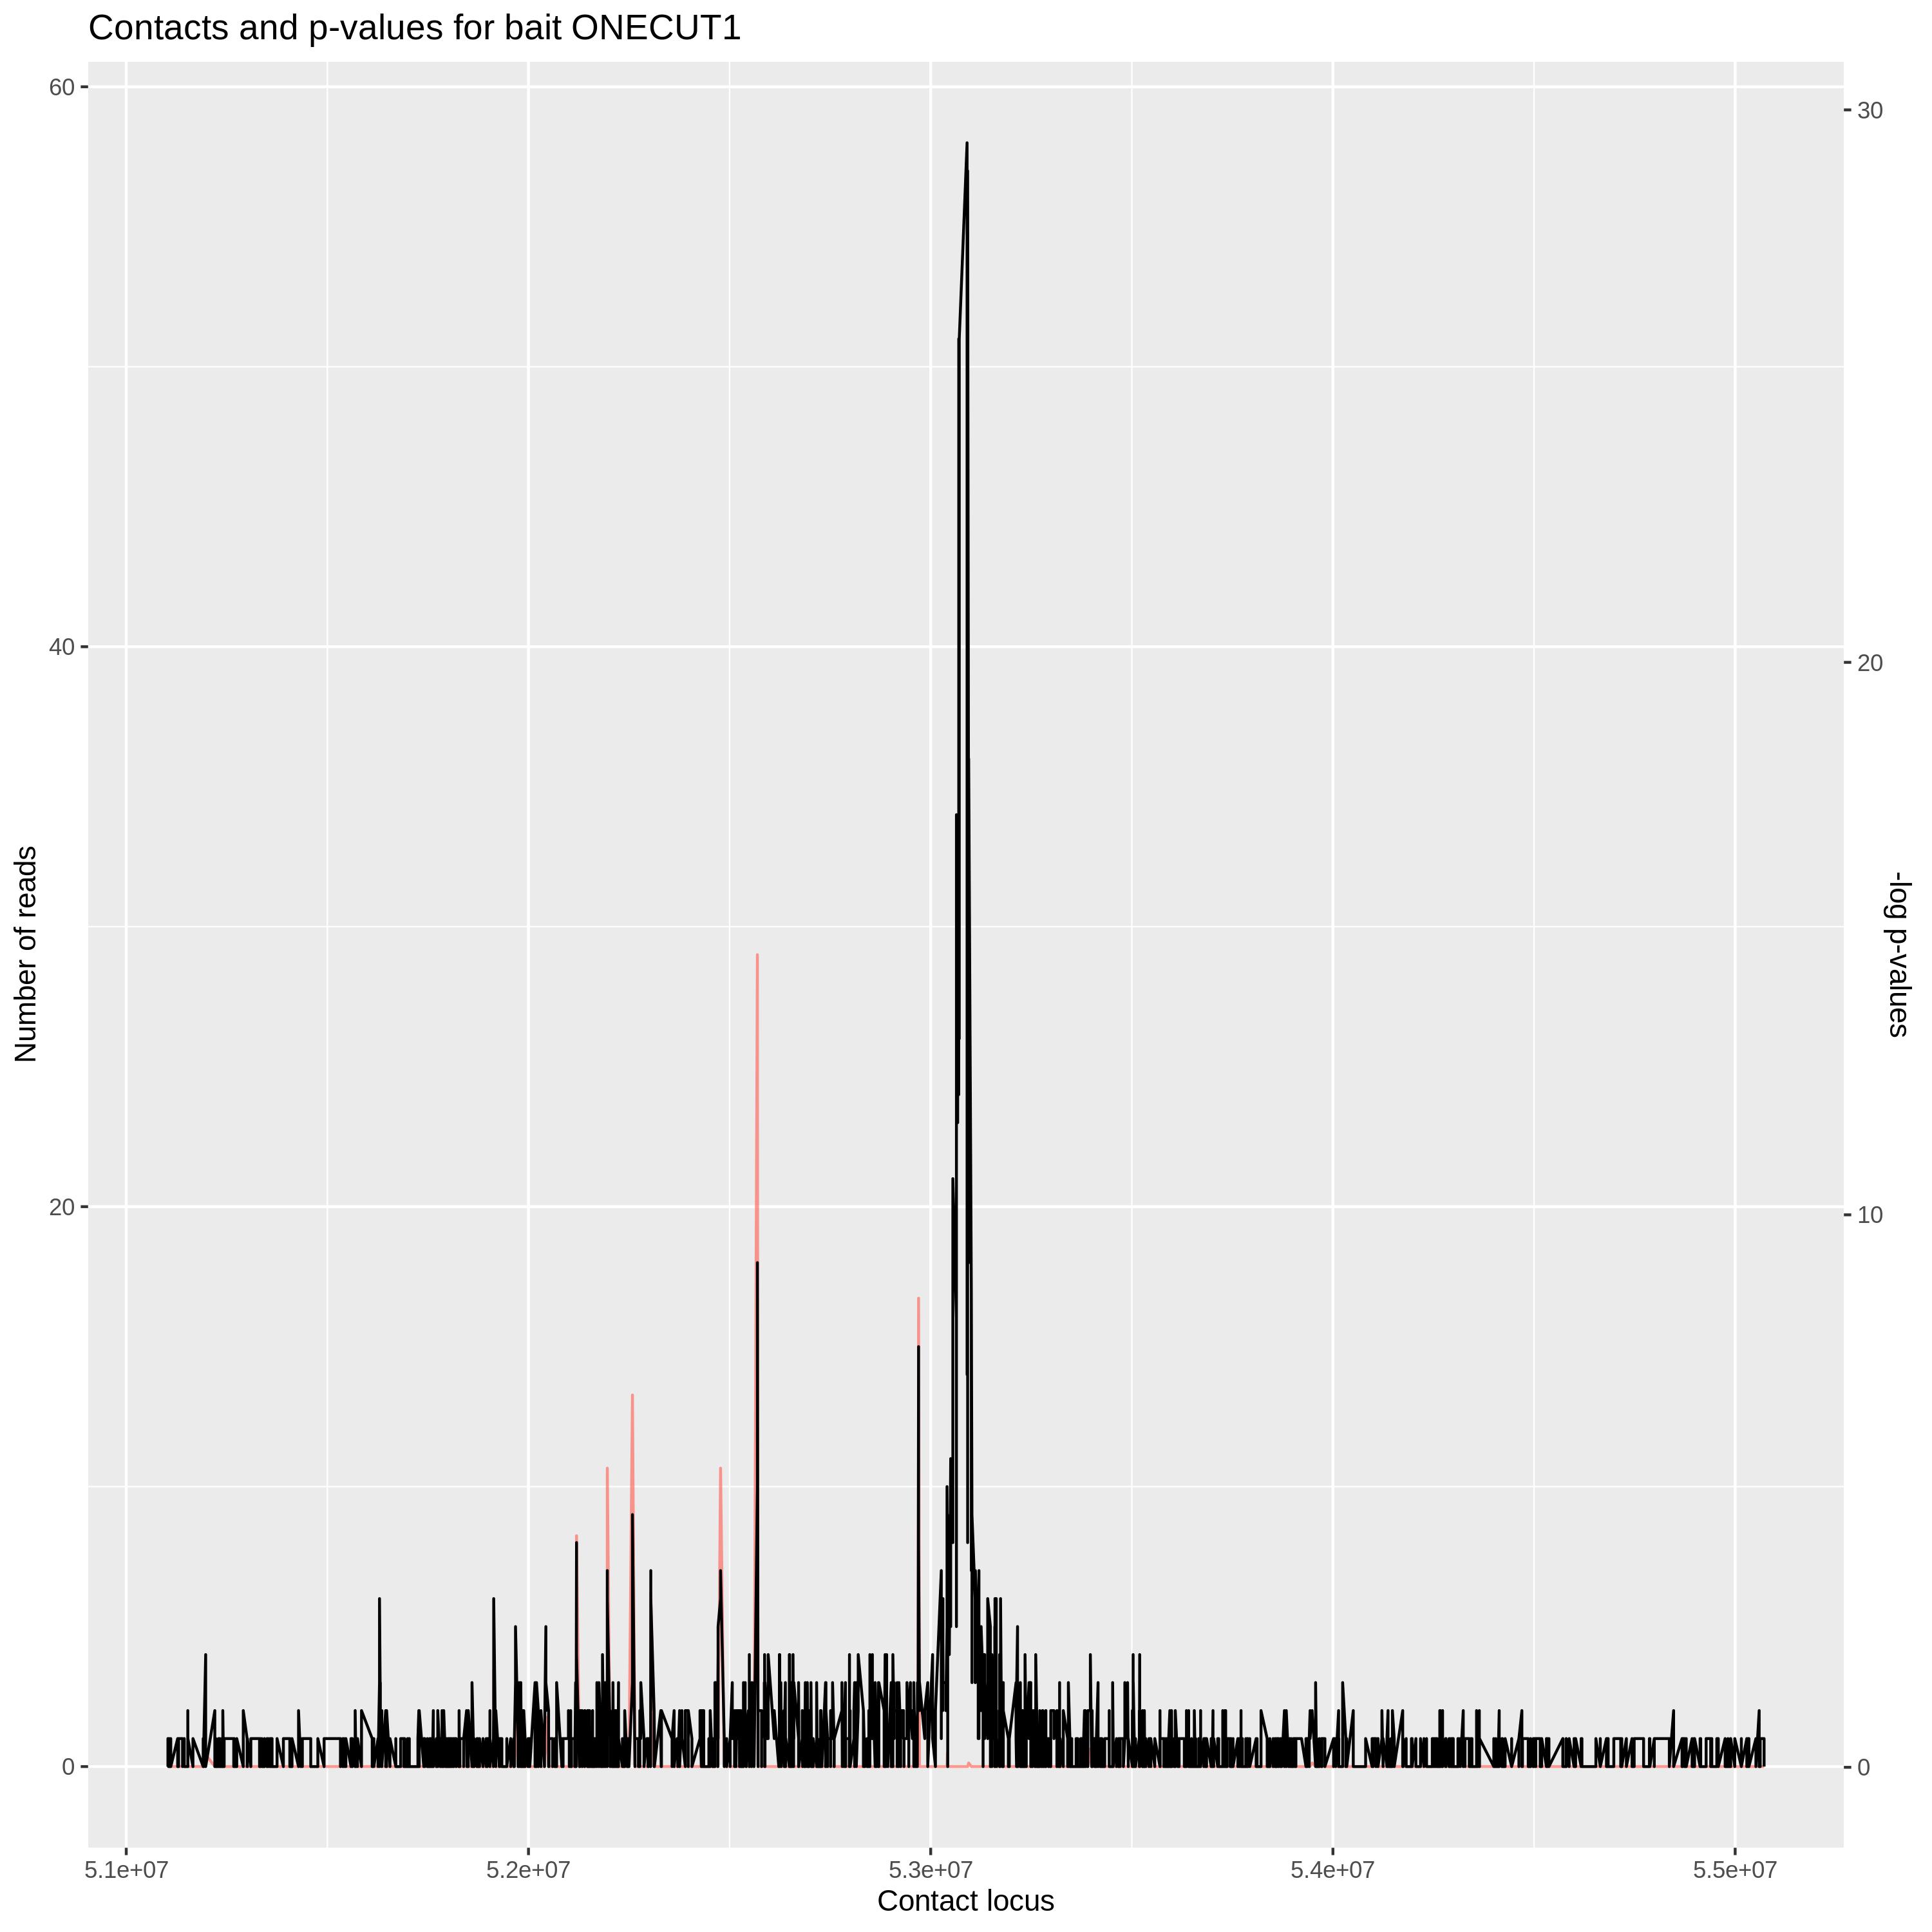 Contacts and p-values for bait ONECUT1
60
40
20
0
30
20
10
0
Number of reads
-log p-values
5.1e+07 5.2e+07 5.3e+07 5.4e+07 5.5e+07
Contact locus